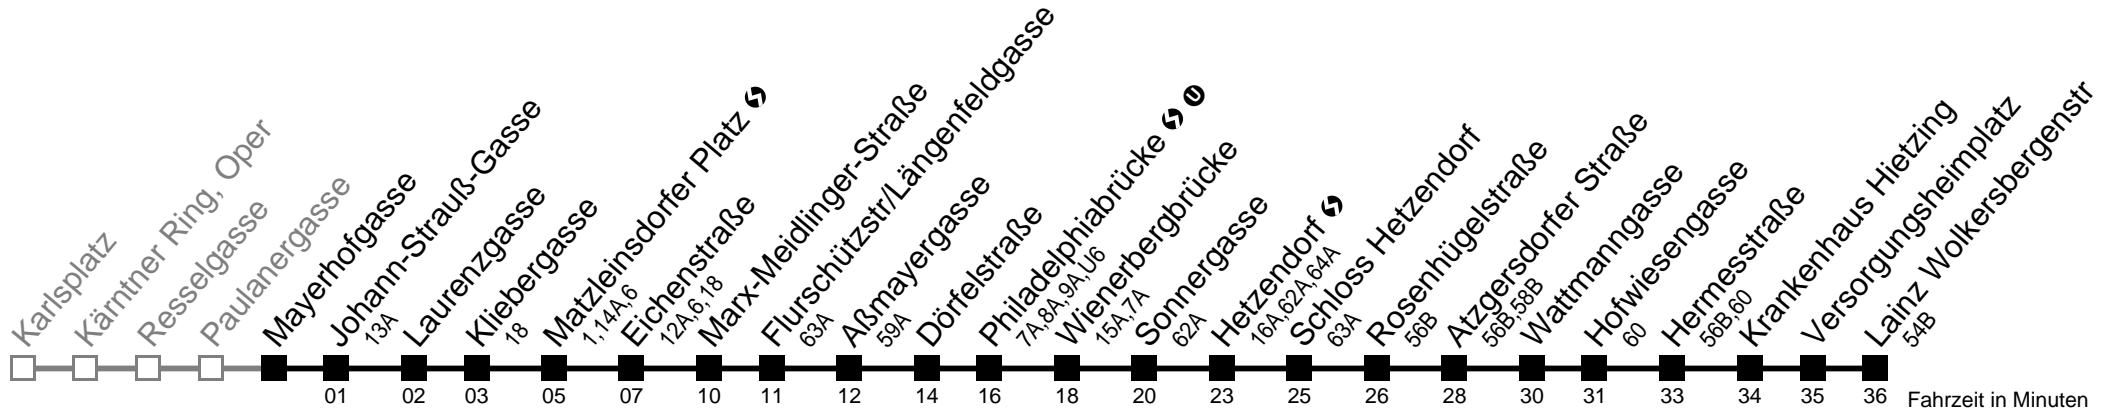 Karlsplatz
Kärntner Ring, Oper
Resselgasse
Paulanergasse
Mayerhofgasse
Johann-Strauß-Gasse
13A
Laurenzgasse
Kliebergasse
18
Matzleinsdorfer Platz
1,14A,6
Eichenstraße
12A,6,18
Marx-Meidlinger-Straße
Flurschützstr/Längenfeldgasse
63A
Aßmayergasse
59A
Dörfelstraße
Philadelphiabrücke U
7A,8A,9A,U6
Wienerbergbrücke
15A,7A
Sonnergasse
62A
Hetzendorf
16A,62A,64A
Schloss Hetzendorf
63A
Rosenhügelstraße
56B
Atzgersdorfer Straße
56B,58B
Wattmanngasse
Hofwiesengasse
60
Hermesstraße
56B,60
Krankenhaus Hietzing
Versorgungsheimplatz
Lainz Wolkersbergenstr
54B
01 02 03 05 07 10 11 12 14 16 18 20 23 25 26 28 30 31 33 34 35 36 Fahrzeit in Minuten